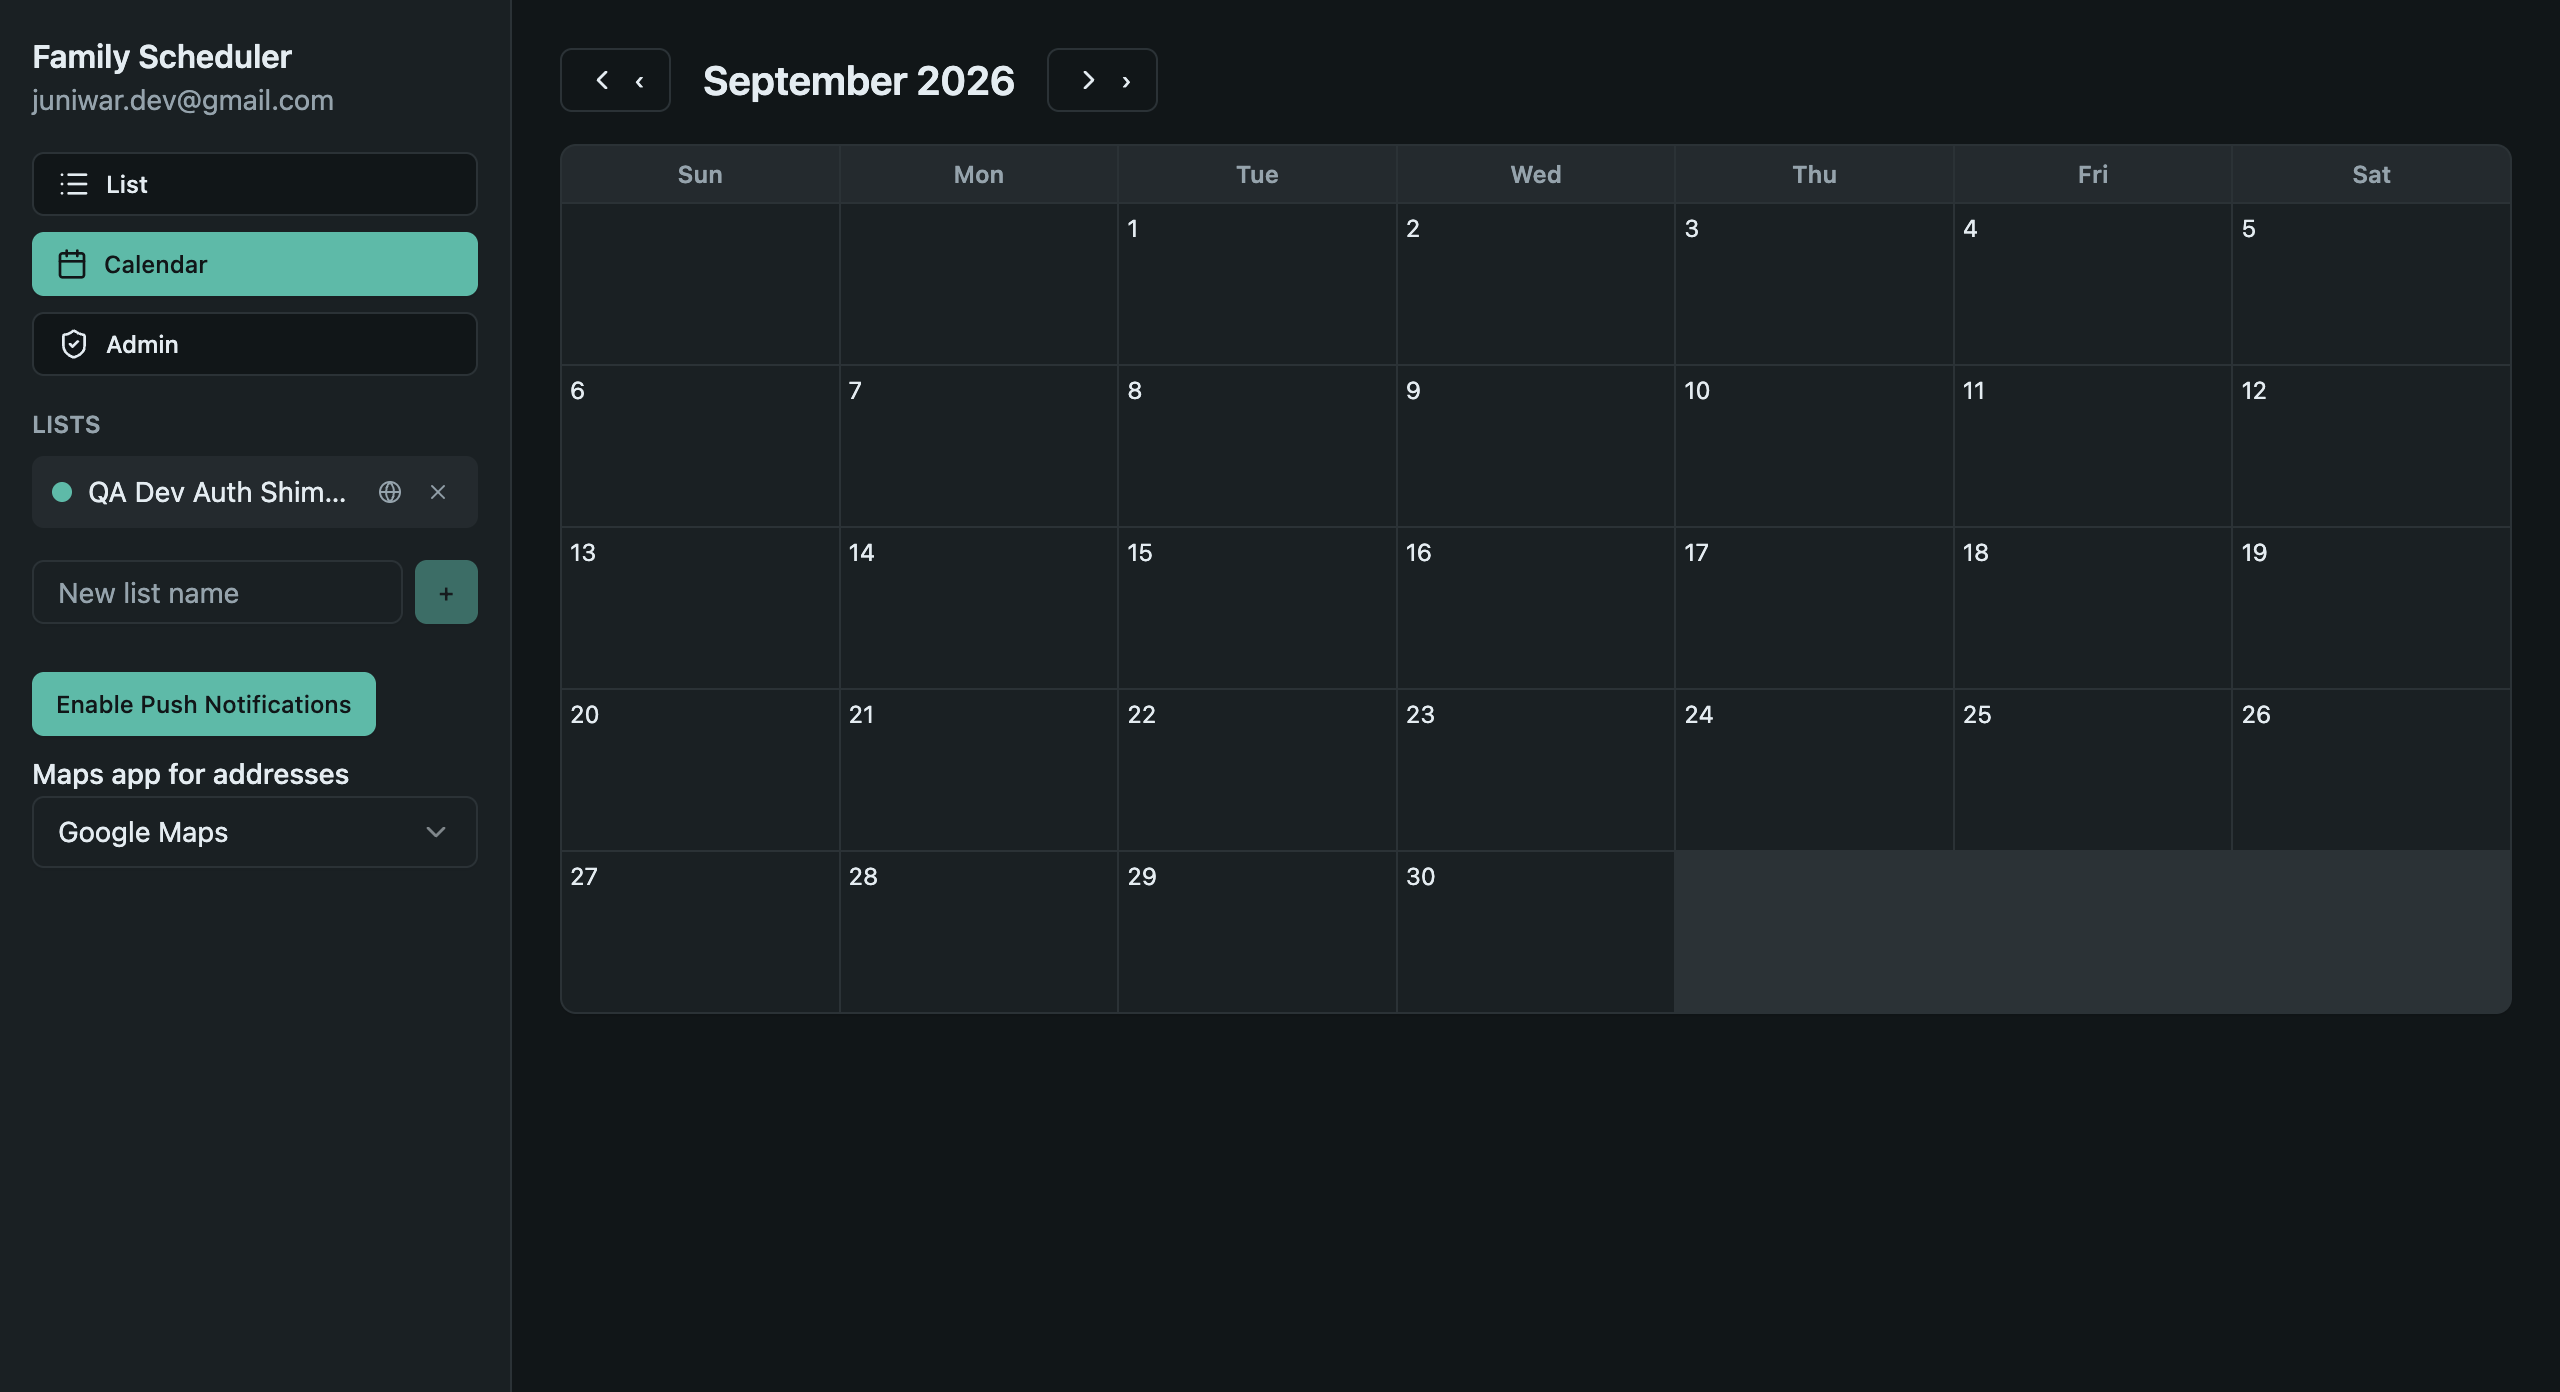 Family Scheduler
juniwar.dev@gmail.com
List
Calendar
Admin
LISTS
QA Dev Auth Shim...
New list name
+
Enable Push Notifications
Maps app for addresses
Google Maps
‹ September 2026 ›
Sun Mon Tue Wed Thu Fri Sat
1 2 3 4 5
6 7 8 9 10 11 12
13 14 15 16 17 18 19
20 21 22 23 24 25 26
27 28 29 30